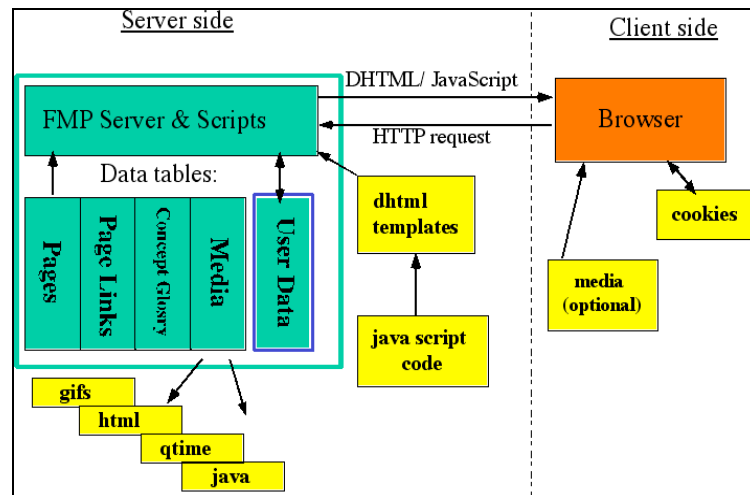 Server side
Client side
DHTML/ JavaScript
FMP Server & Scripts
Browser
HTTP request
Data tables:
dhtml
templates
cookies
Pages
Page Links
Concept Glosry
Media
User Data
media
(optional)
java script
code
gifs
html
qtime
java